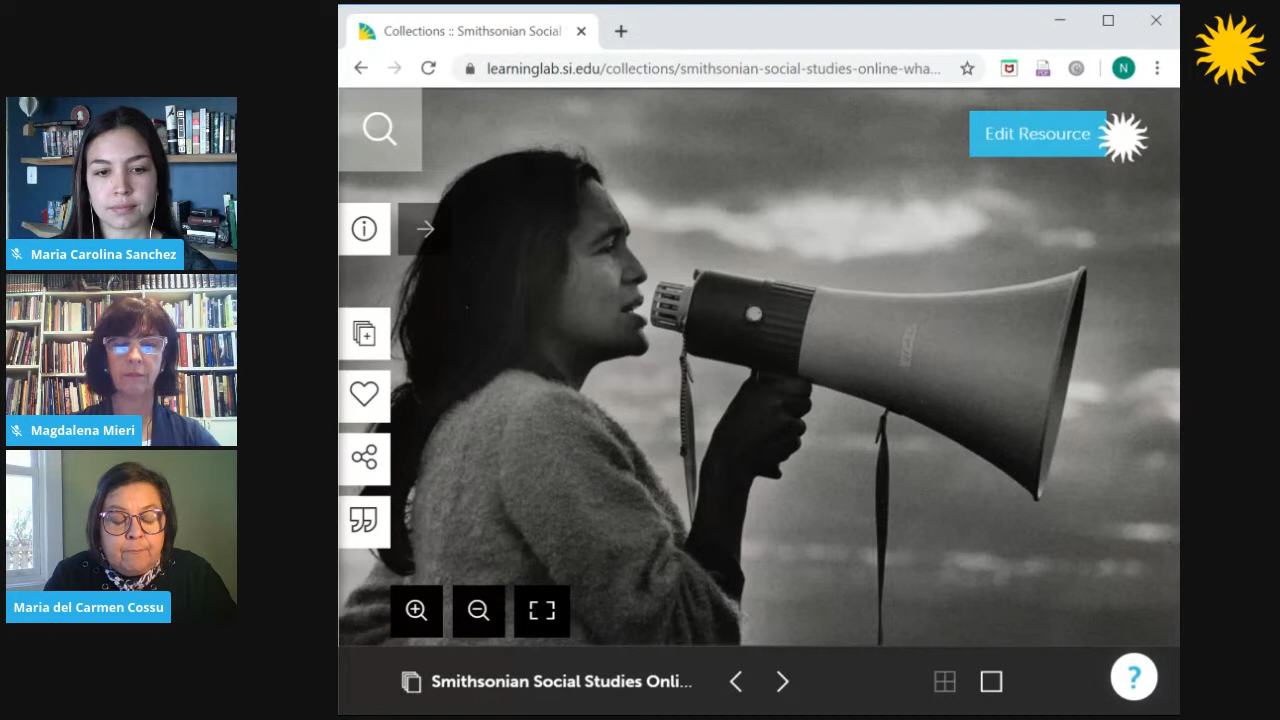 Collections :: Smithsonian Social
learninglab.si.edu/collections/smithsonian-social-studies-online-wha...
N
Edit Resource
Maria Carolina Sanchez
Magdalena Mieri
Maria del Carmen Cossu
Smithsonian Social Studies Onli...
?